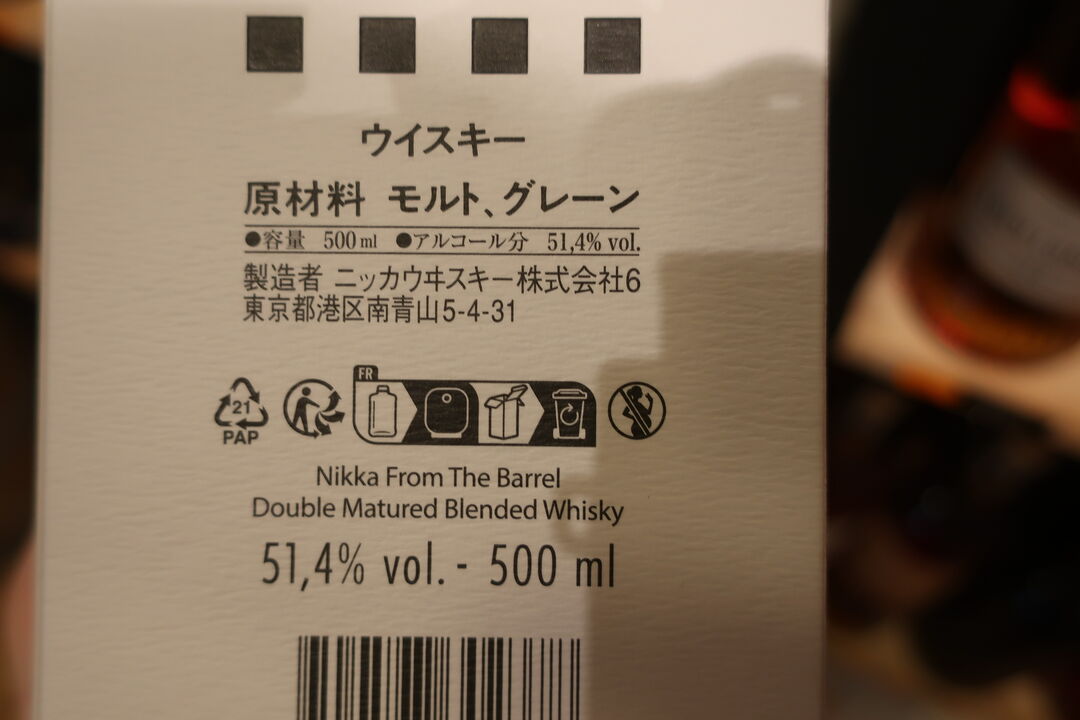 ウイスキー
原材料 モルト、グレーン
●容量 500ml ●アルコール分 51,4% vol.
製造者 ニッカウヰスキー株式会社6
東京都港区南青山5-4-31
FR
21
PAP
Nikka From The Barrel
Double Matured Blended Whisky
51,4% vol. - 500 ml